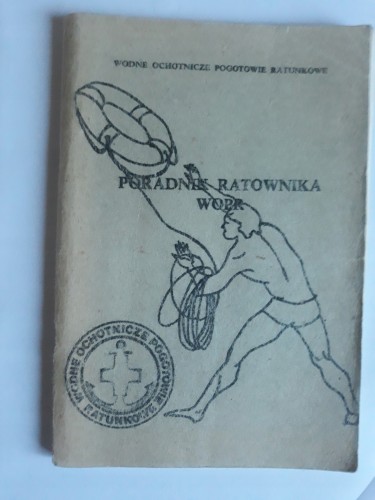 WODNE OCHOTNICZE POGOTOWIE RATUNKOWE
PORADNIK RATOWNIKA
WOPR
WODNE OCHOTNICZE POGOTOWIE
RATUNKOWE